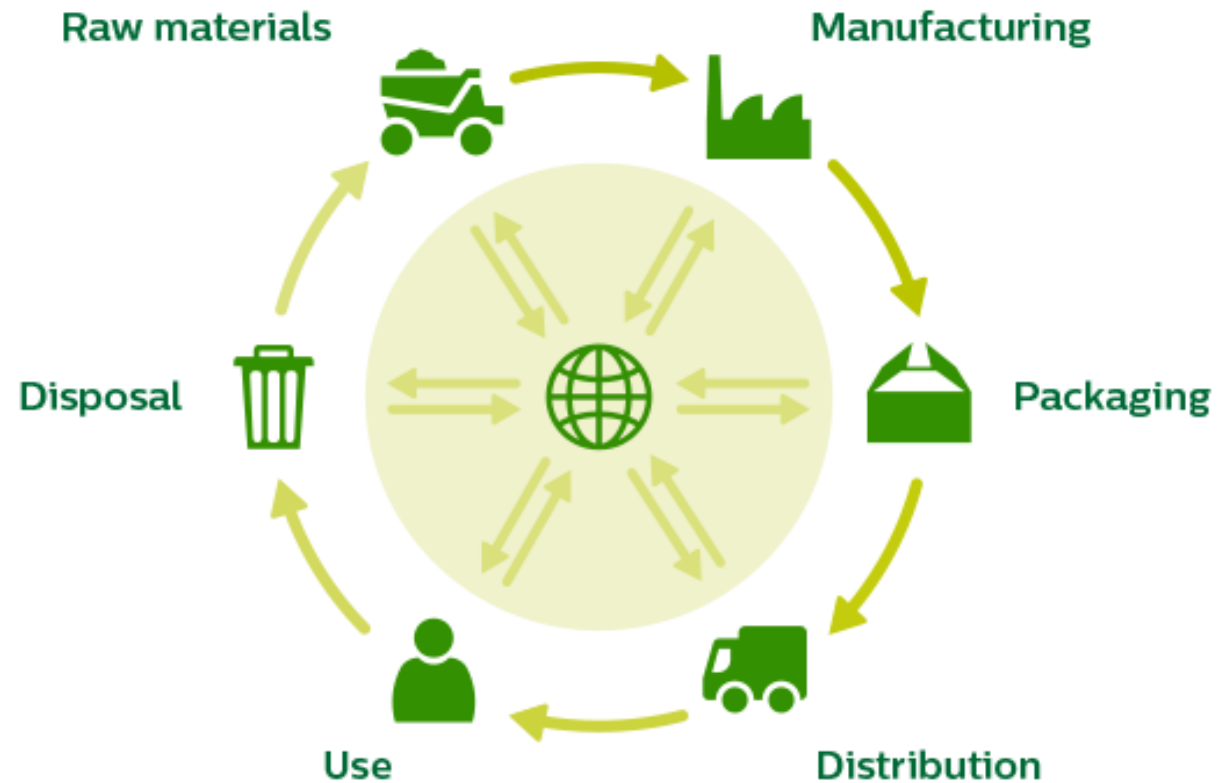 Raw materials
Manufacturing
Disposal
Packaging
Use
Distribution